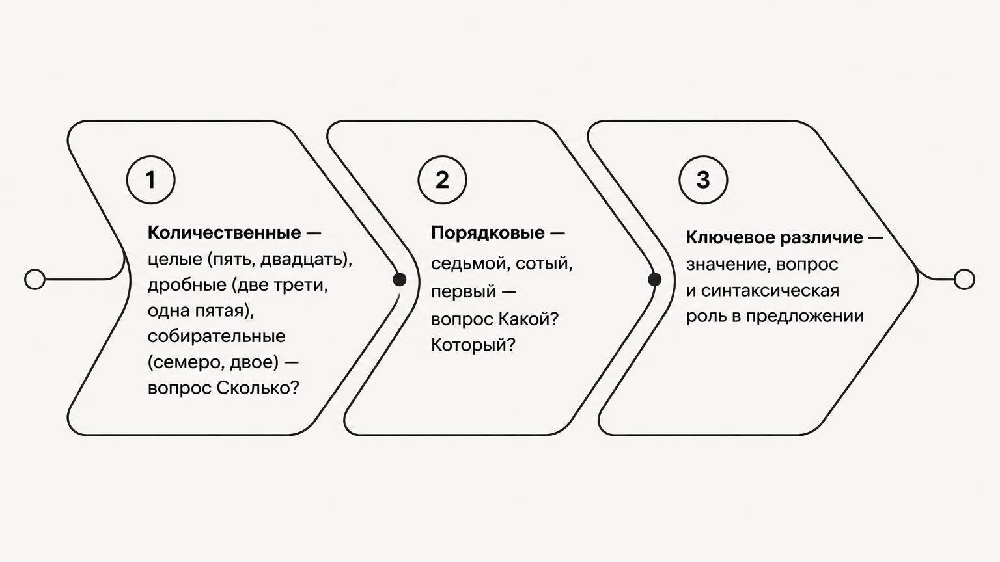 1
Количественные —
целые (пять, двадцать),
дробные (две трети,
одна пятая),
собирательные
(семеро, двое) —
вопрос Сколько?
2
Порядковые —
седьмой, сотый,
первый —
вопрос Какой?
Который?
3
Ключевое различие —
значение, вопрос
и синтаксическая
роль в предложении